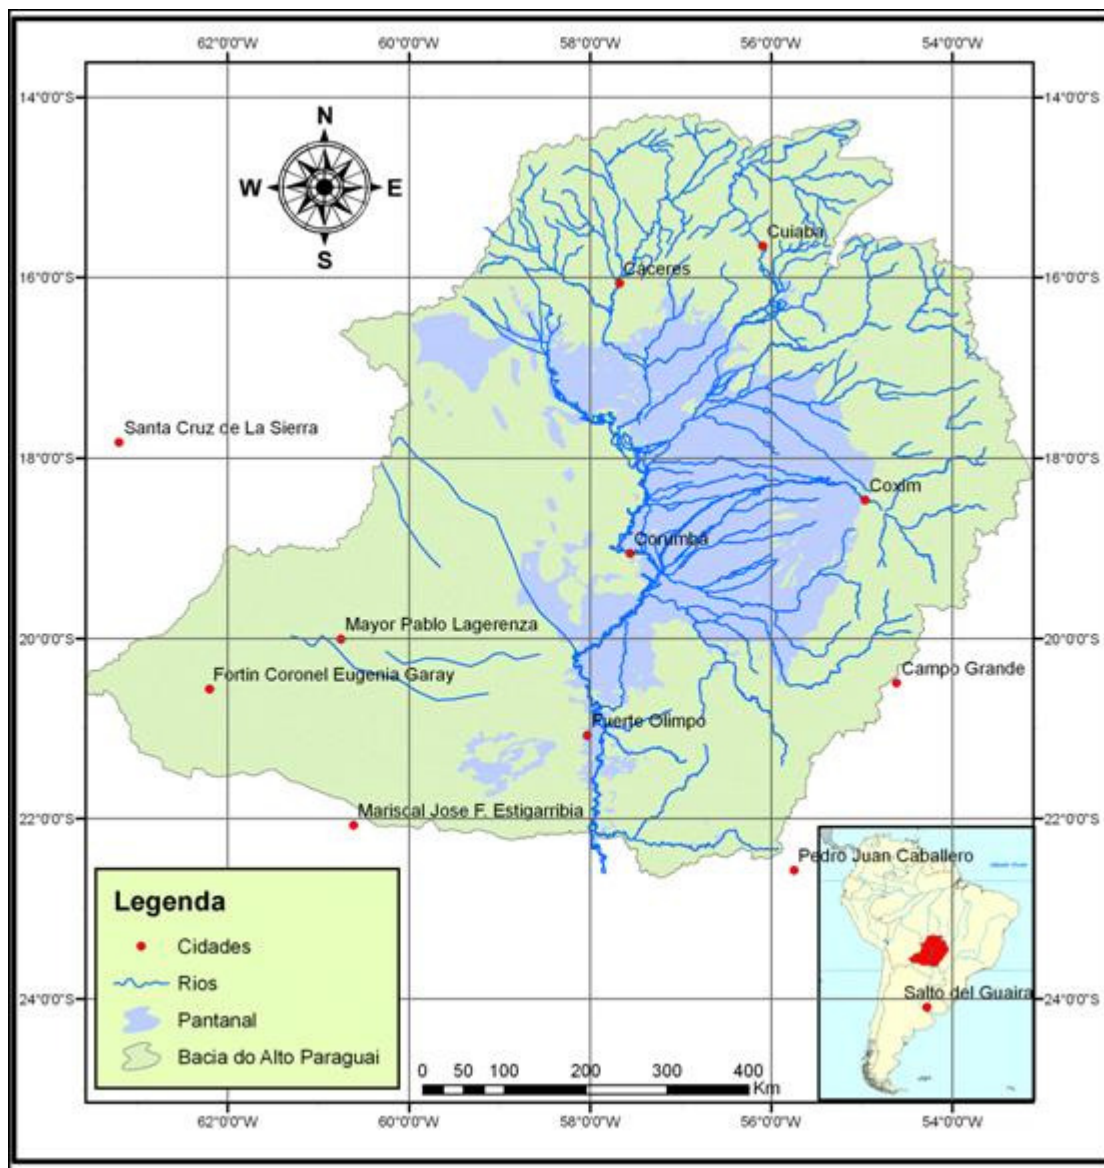 62°0'0"W 60°0'0"W 58°0'0"W 56°0'0"W 54°0'0"W
14°0'0"S 14°0'0"S
N
W E
S
Cuiaba
Cáceres
16°0'0"S 16°0'0"S
Santa Cruz de La Sierra
18°0'0"S 18°0'0"S
Coxim
Corumba
Mayor Pablo Lagerenza
20°0'0"S 20°0'0"S
Fortin Coronel Eugenia Garay
Campo Grande
Fuerte Olimpo
Mariscal Jose F. Estigarribia
22°0'0"S 22°0'0"S
Pedro Juan Caballero
Legenda
Cidades
Rios
Pantanal
Bacia do Alto Paraguai
Salto del Guaira
24°0'0"S 24°0'0"S
0 50 100 200 300 400
Km
62°0'0"W 60°0'0"W 58°0'0"W 56°0'0"W 54°0'0"W